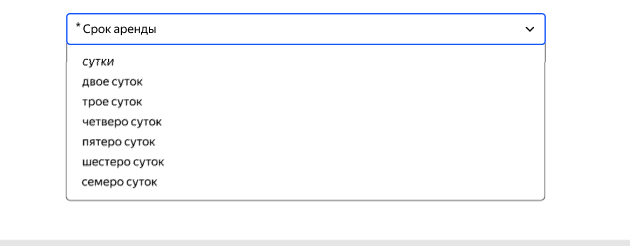 * Срок аренды
сутки
двое суток
трое суток
четверо суток
пятеро суток
шестеро суток
семеро суток